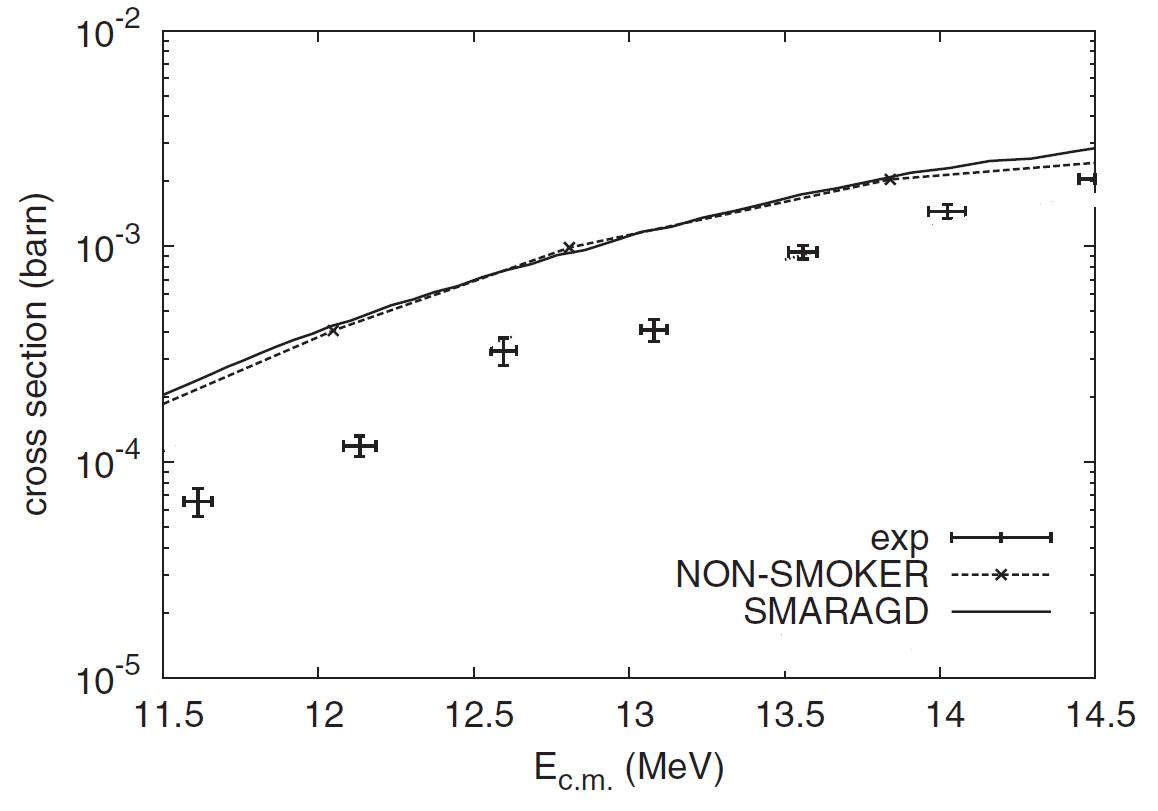 10^-2
10^-3
10^-4
10^-5
cross section (barn)
exp
NON-SMOKER
SMARAGD
11.5 12 12.5 13 13.5 14 14.5
E_c.m. (MeV)